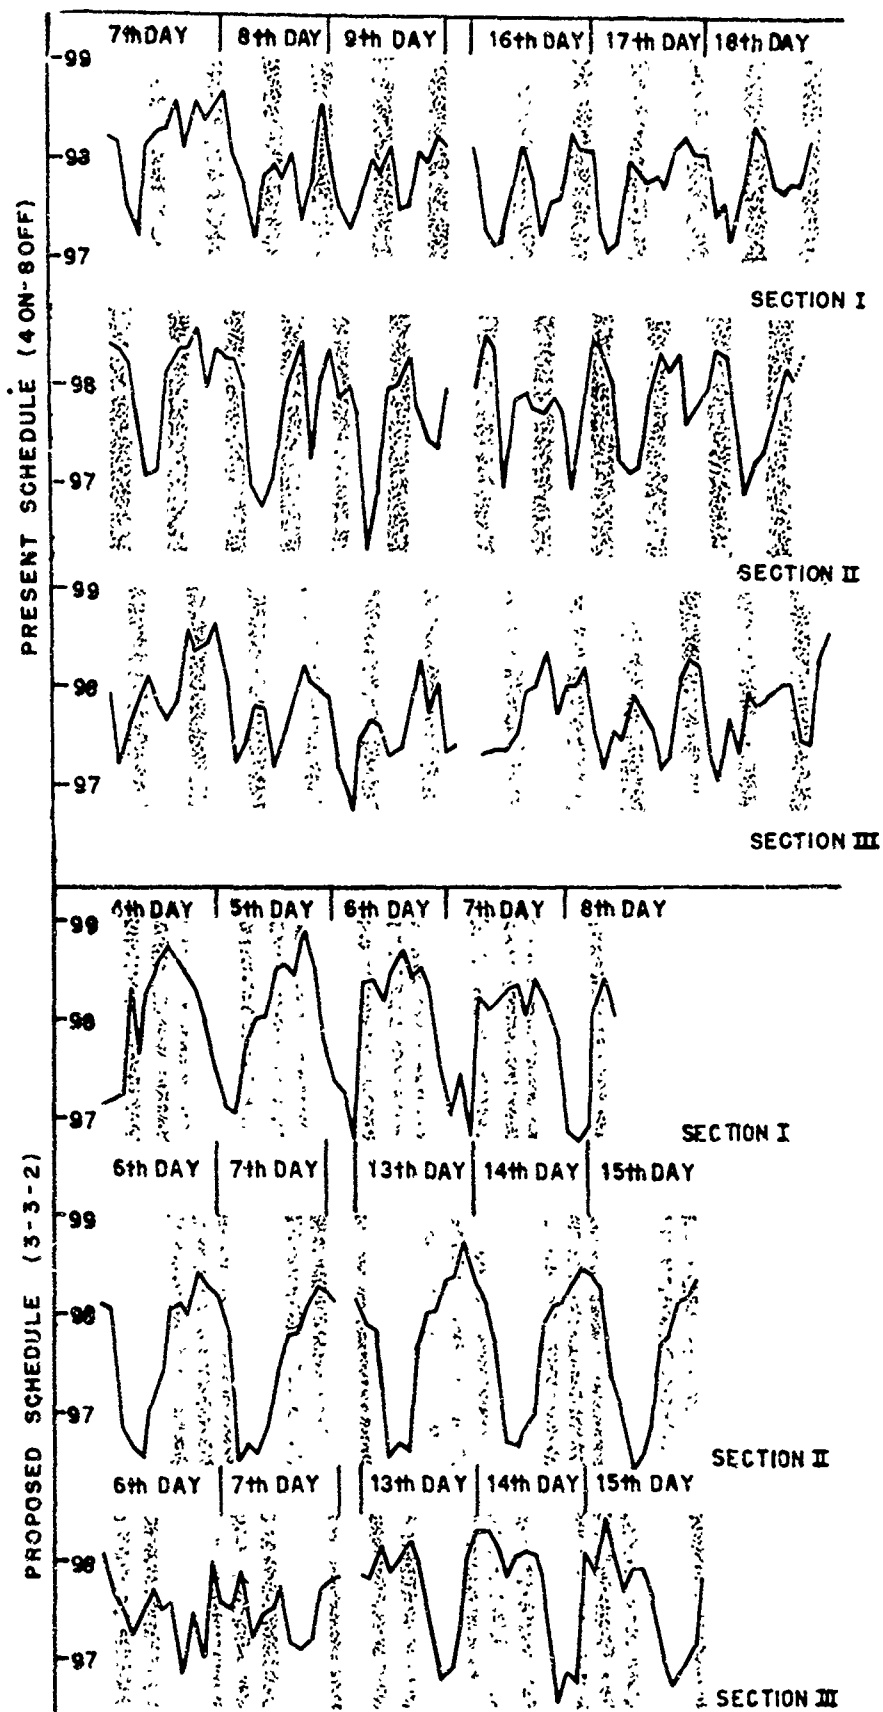 PRESENT SCHEDULE (4 ON-8 OFF)
7th DAY 8th DAY 9th DAY 16th DAY 17th DAY 18th DAY
99
98
97
SECTION I
98
97
SECTION II
99
98
97
SECTION III
PROPOSED SCHEDULE (3-3-2)
4th DAY 5th DAY 6th DAY 7th DAY 8th DAY
99
98
97
SECTION I
6th DAY 7th DAY 13th DAY 14th DAY 15th DAY
99
98
97
SECTION II
6th DAY 7th DAY 13th DAY 14th DAY 15th DAY
98
97
SECTION III